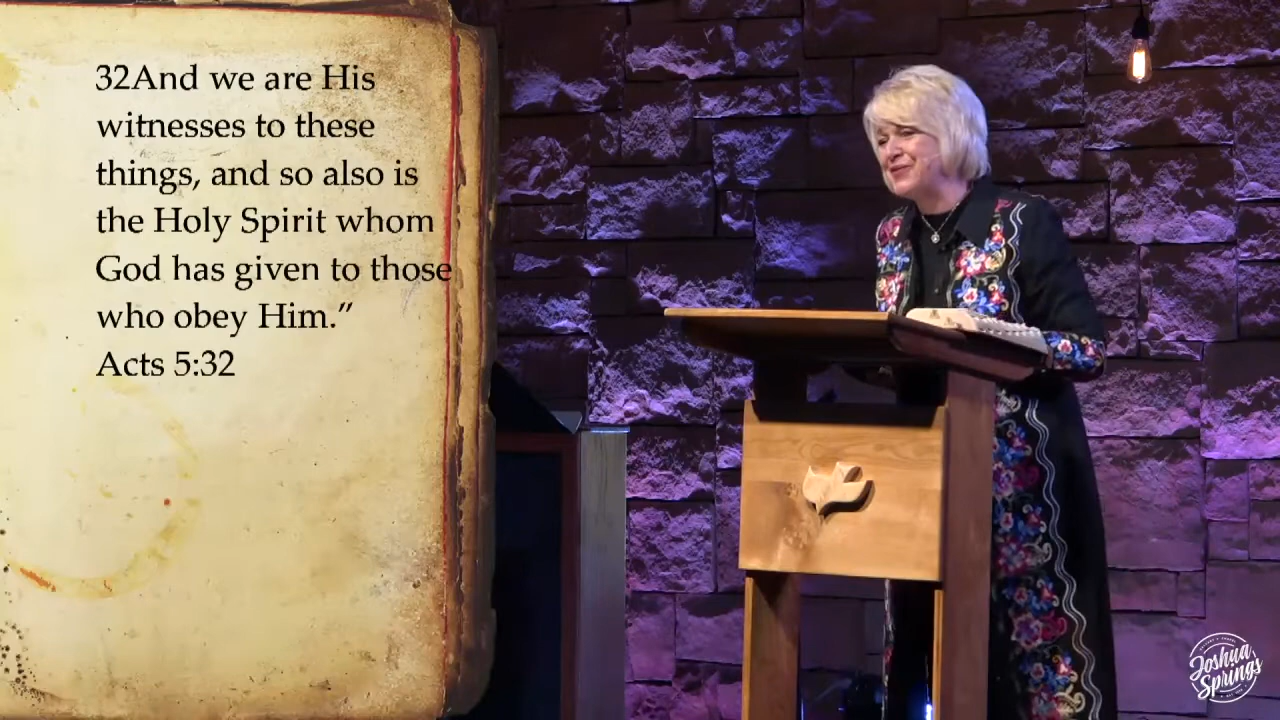 32And we are His
witnesses to these
things, and so also is
the Holy Spirit whom
God has given to those
who obey Him.”
Acts 5:32
Joshua
Springs